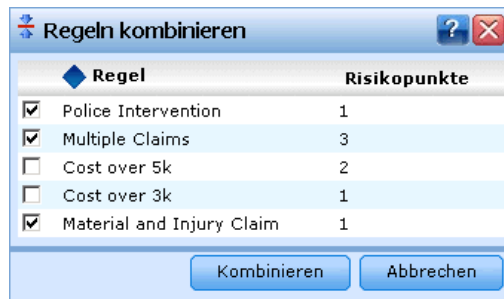 Regeln kombinieren ?
Regel Risikopunkte
Police Intervention 1
Multiple Claims 3
Cost over 5k 2
Cost over 3k 1
Material and Injury Claim 1
Kombinieren Abbrechen